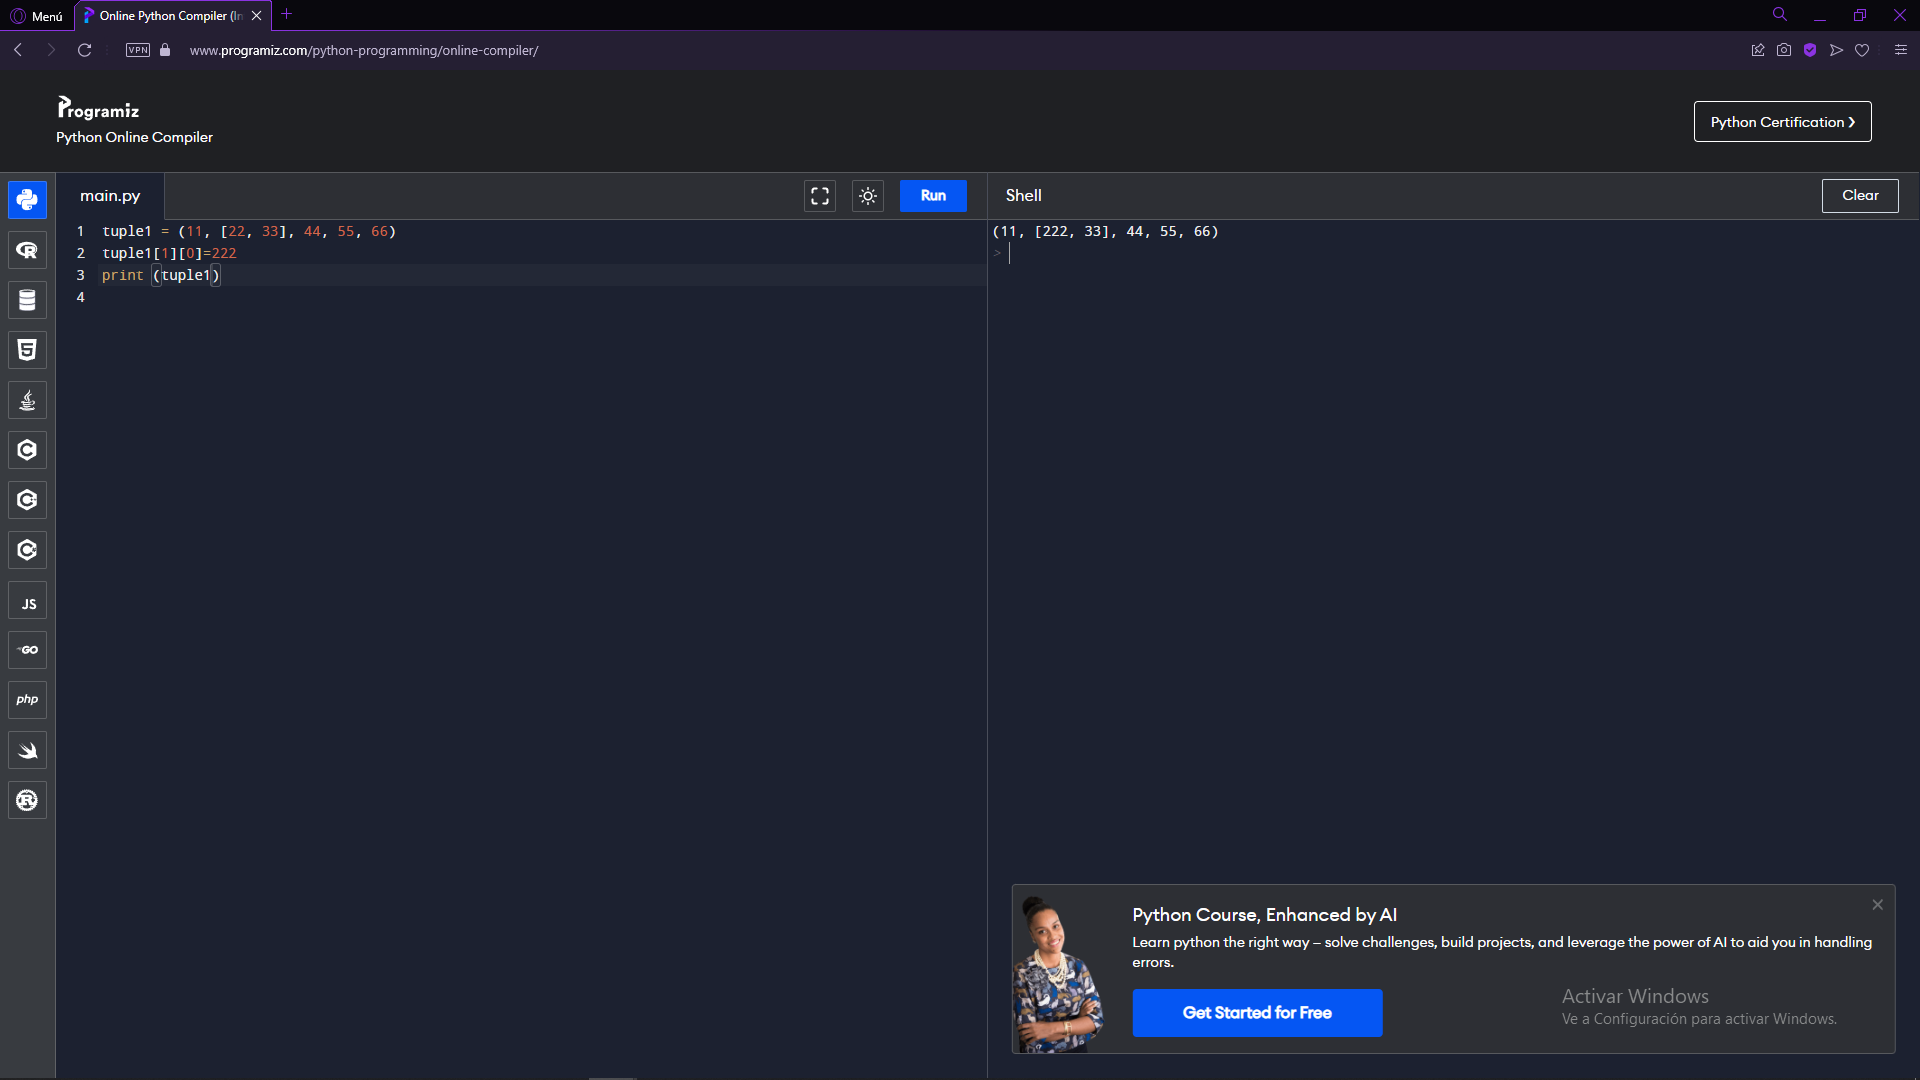 Menú
Online Python Compiler (In
VPN
www.programiz.com/python-programming/online-compiler/
Programiz
Python Online Compiler
Python Certification ❯
main.py
Run
Shell
Clear
1 tuple1 = (11, [22, 33], 44, 55, 66)
2 tuple1[1][0]=222
3 print (tuple1)
4
(11, [222, 33], 44, 55, 66)
>
JS
GO
php
Python Course, Enhanced by AI
Learn python the right way – solve challenges, build projects, and leverage the power of AI to aid you in handling
errors.
Get Started for Free
Activar Windows
Ve a Configuración para activar Windows.